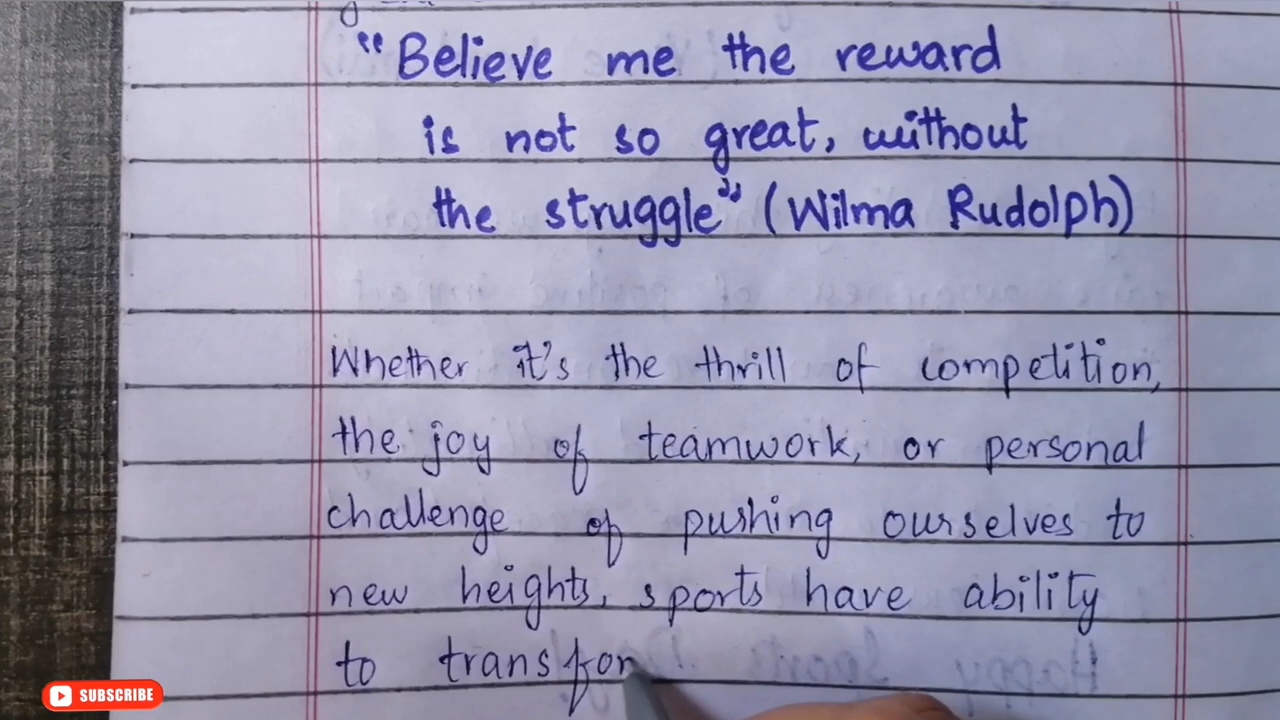 "Believe me the reward
is not so great, without
the struggle" (Wilma Rudolph)
Whether it's the thrill of competition,
the joy of teamwork, or personal
challenge of pushing ourselves to
new heights, sports have ability
to transfor
SUBSCRIBE